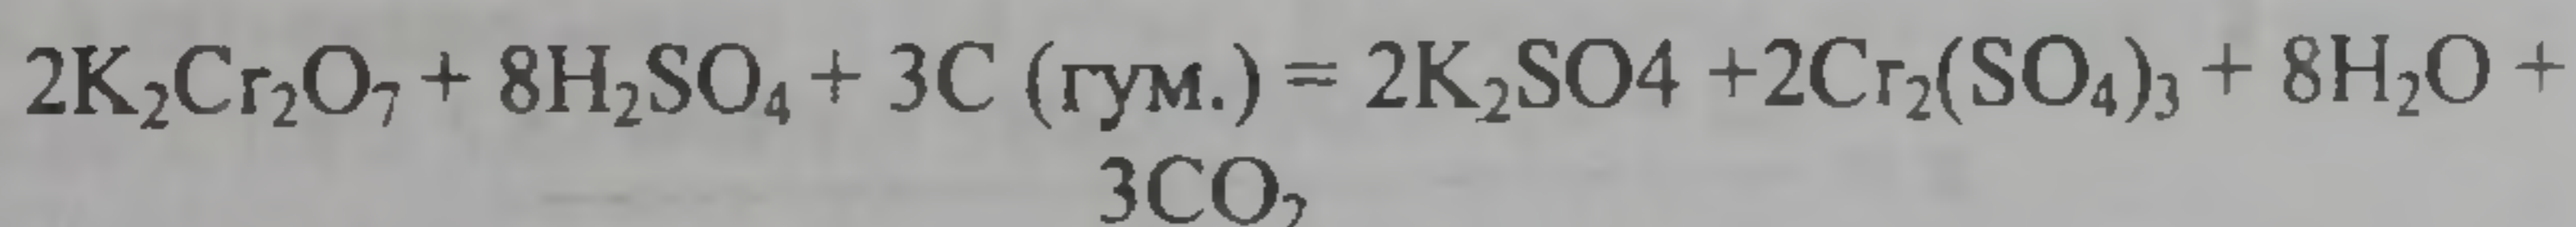 2K₂Cr₂O₇ + 8H₂SO₄ + 3C (гум.) = 2K₂SO4 +2Cr₂(SO₄)₃ + 8H₂O +
3CO₂